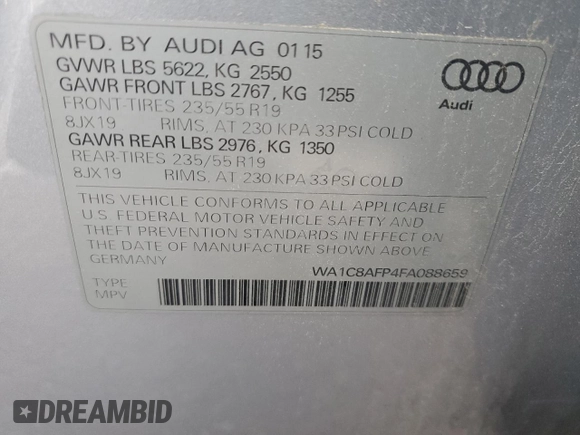 MFD. BY AUDI AG 01 15
GVWR LBS 5622, KG 2550
GAWR FRONT LBS 2767, KG 1255
FRONT-TIRES 235/55 R19
8JX19 RIMS, AT 230 KPA 33 PSI COLD
GAWR REAR LBS 2976, KG 1350
REAR-TIRES 235/55 R19
8JX19 RIMS, AT 230 KPA 33 PSI COLD
Audi
THIS VEHICLE CONFORMS TO ALL APPLICABLE
U.S. FEDERAL MOTOR VEHICLE SAFETY AND
THEFT PREVENTION STANDARDS IN EFFECT ON
THE DATE OF MANUFACTURE SHOWN ABOVE.
GERMANY
WA1C8AFP4FA088659
TYPE
MPV
DREAMBID